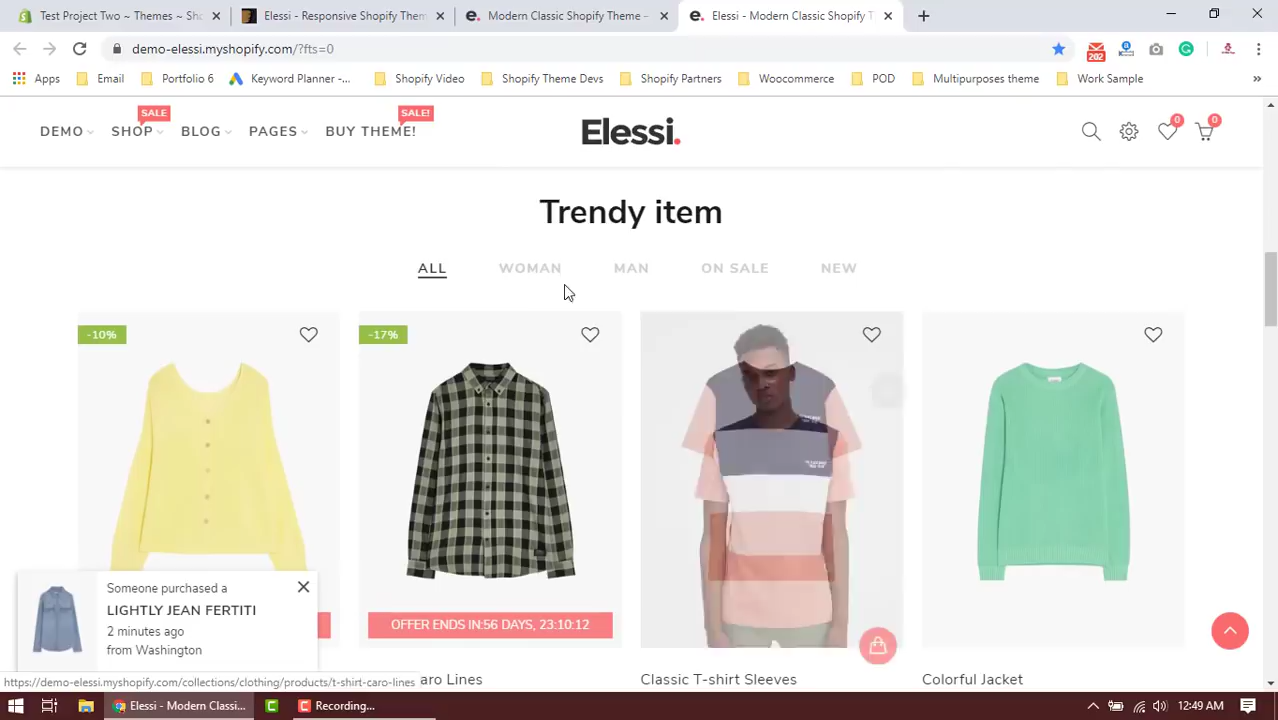 Test Project Two ~ Themes ~ Sh
Elessi - Responsive Shopify Them
Modern Classic Shopify Theme –
Elessi - Modern Classic Shopify T
demo-elessi.myshopify.com/?fts=0
202
Apps
Email
Portfolio 6
Keyword Planner -...
Shopify Video
Shopify Theme Devs
Shopify Partners
Woocommerce
POD
Multipurposes theme
Work Sample
»
SALE
SALE!
DEMO
SHOP
BLOG
PAGES
BUY THEME!
Elessi.
0
0
Trendy item
ALL
WOMAN
MAN
ON SALE
NEW
-10%
-17%
Someone purchased a
LIGHTLY JEAN FERTITI
2 minutes ago
from Washington
OFFER ENDS IN:56 DAYS, 23:10:12
aro Lines
Classic T-shirt Sleeves
Colorful Jacket
https://demo-elessi.myshopify.com/collections/clothing/products/t-shirt-caro-lines
Elessi - Modern Classi...
Recording...
12:49 AM